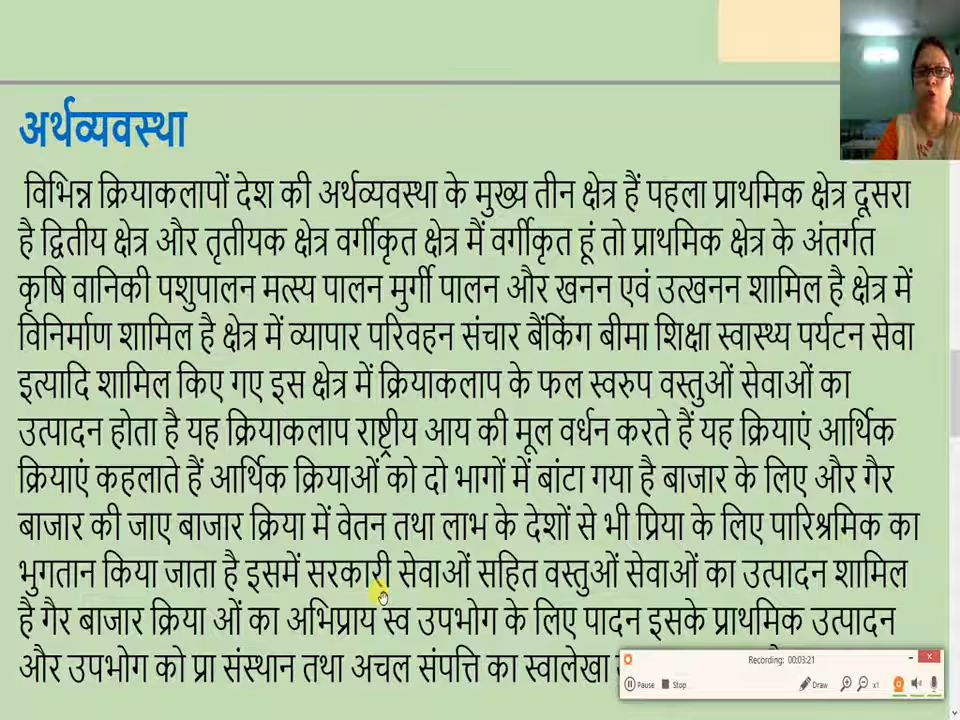 अर्थव्यवस्था
विभिन्न क्रियाकलापों देश की अर्थव्यवस्था के मुख्य तीन क्षेत्र हैं पहला प्राथमिक क्षेत्र दूसरा
है द्वितीय क्षेत्र और तृतीयक क्षेत्र वर्गीकृत क्षेत्र मैं वर्गीकृत हूं तो प्राथमिक क्षेत्र के अंतर्गत
कृषि वानिकी पशुपालन मत्स्य पालन मुर्गी पालन और खनन एवं उत्खनन शामिल है क्षेत्र में
विनिर्माण शामिल है क्षेत्र में व्यापार परिवहन संचार बैंकिंग बीमा शिक्षा स्वास्थ्य पर्यटन सेवा
इत्यादि शामिल किए गए इस क्षेत्र में क्रियाकलाप के फल स्वरुप वस्तुओं सेवाओं का
उत्पादन होता है यह क्रियाकलाप राष्ट्रीय आय की मूल वर्धन करते हैं यह क्रियाएं आर्थिक
क्रियाएं कहलाते हैं आर्थिक क्रियाओं को दो भागों में बांटा गया है बाजार के लिए और गैर
बाजार की जाए बाजार क्रिया में वेतन तथा लाभ के देशों से भी प्रिया के लिए पारिश्रमिक का
भुगतान किया जाता है इसमें सरकारी सेवाओं सहित वस्तुओं सेवाओं का उत्पादन शामिल
है गैर बाजार क्रिया ओं का अभिप्राय स्व उपभोग के लिए पादन इसके प्राथमिक उत्पादन
और उपभोग को प्रा संस्थान तथा अचल संपत्ति का स्वालेखा
Recording: 00:03:21
Pause Stop Draw x1